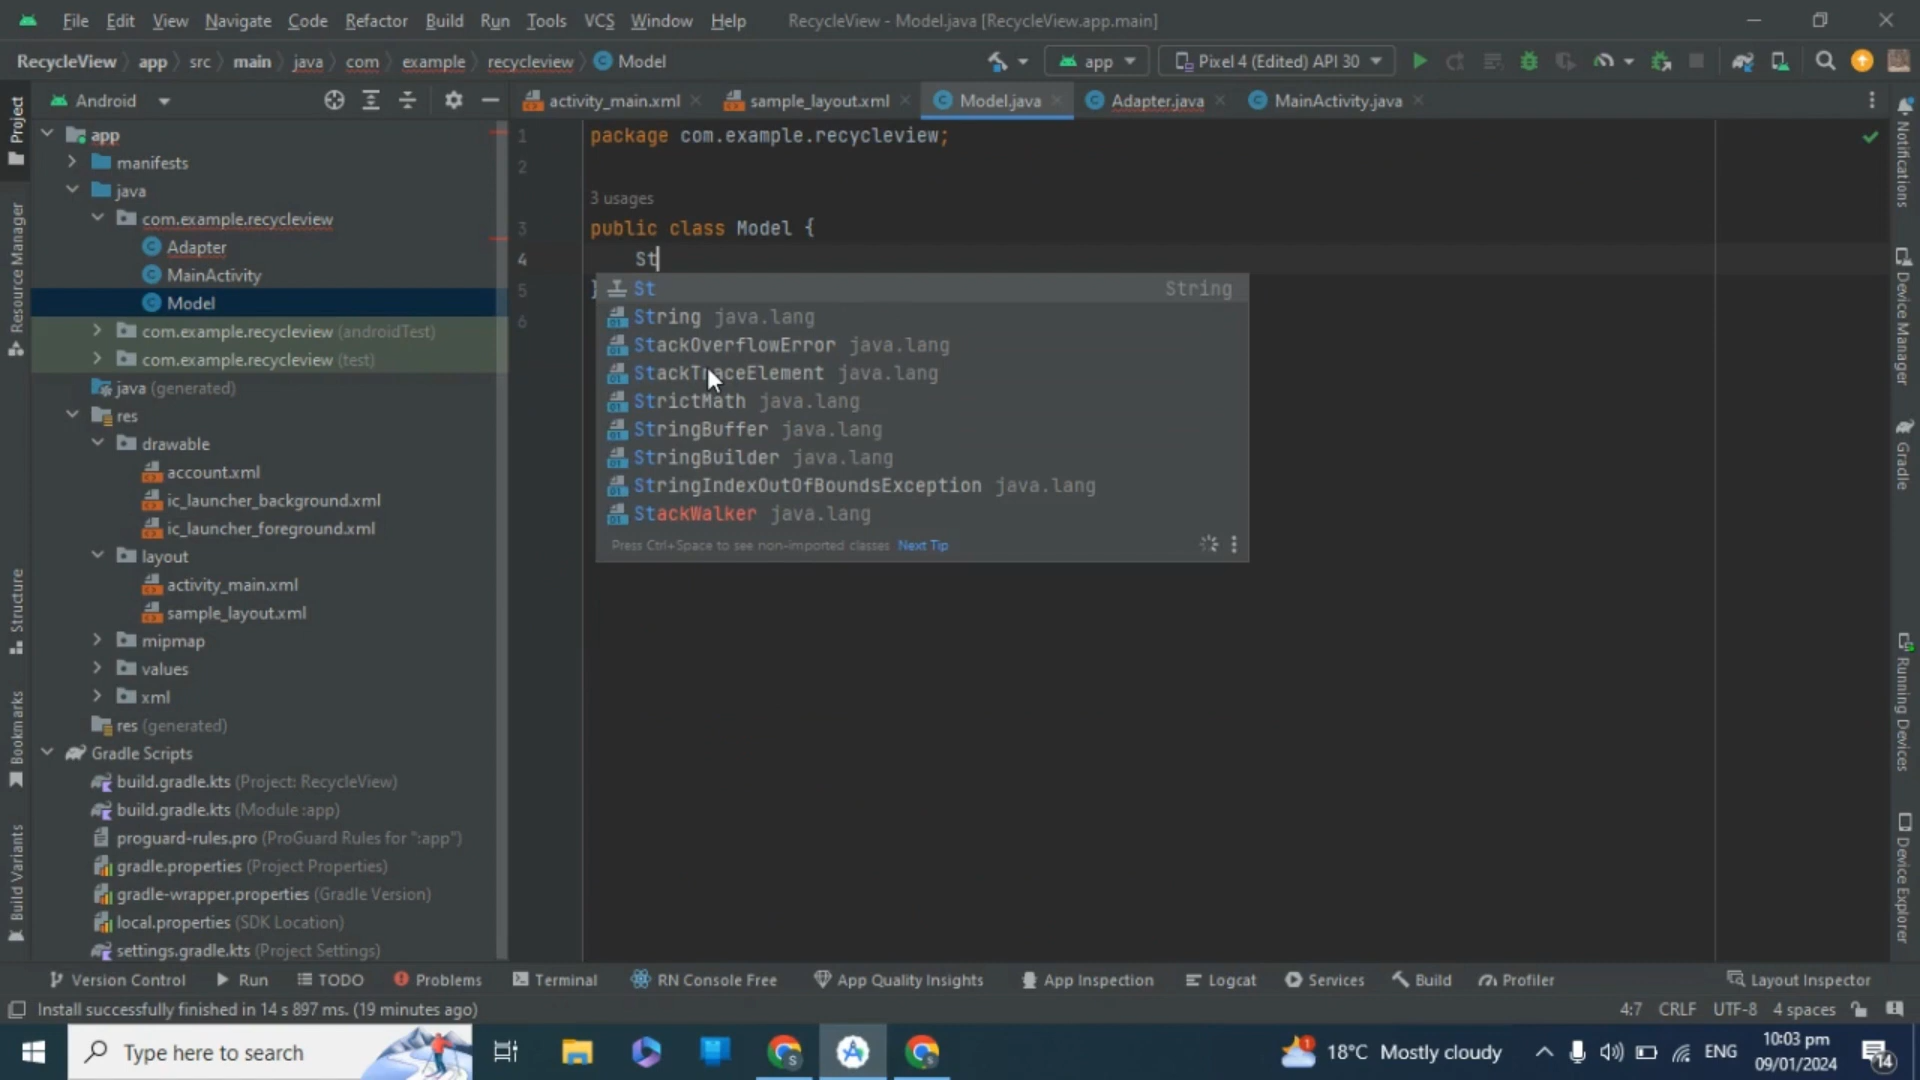 File Edit View Navigate Code Refactor Build Run Tools VCS Window Help RecycleView - Model.java [RecycleView.app.main]
RecycleView app src main java com example recycleview Model app Pixel 4 (Edited) API 30
Project
Resource Manager
Structure
Bookmarks
Build Variants
Android
app
manifests
java
com.example.recycleview
Adapter
MainActivity
Model
com.example.recycleview (androidTest)
com.example.recycleview (test)
java (generated)
res
drawable
account.xml
ic_launcher_background.xml
ic_launcher_foreground.xml
layout
activity_main.xml
sample_layout.xml
mipmap
values
xml
res (generated)
Gradle Scripts
build.gradle.kts (Project: RecycleView)
build.gradle.kts (Module :app)
proguard-rules.pro (ProGuard Rules for ":app")
gradle.properties (Project Properties)
gradle-wrapper.properties (Gradle Version)
local.properties (SDK Location)
settings.gradle.kts (Project Settings)
activity_main.xml sample_layout.xml Model.java Adapter.java MainActivity.java
1 package com.example.recycleview;
2
3 usages
3 public class Model {
4 St
5 }
6
St String
String java.lang
StackOverflowError java.lang
StackTraceElement java.lang
StrictMath java.lang
StringBuffer java.lang
StringBuilder java.lang
StringIndexOutOfBoundsException java.lang
StackWalker java.lang
Press Ctrl+Space to see non-imported classes Next Tip
Notifications
Device Manager
Gradle
Running Devices
Device Explorer
Version Control Run TODO Problems Terminal RN Console Free App Quality Insights App Inspection Logcat Services Build Profiler Layout Inspector
Install successfully finished in 14 s 897 ms. (19 minutes ago) 4:7 CRLF UTF-8 4 spaces
Type here to search S 1 18°C Mostly cloudy ENG 10:03 pm
09/01/2024 14